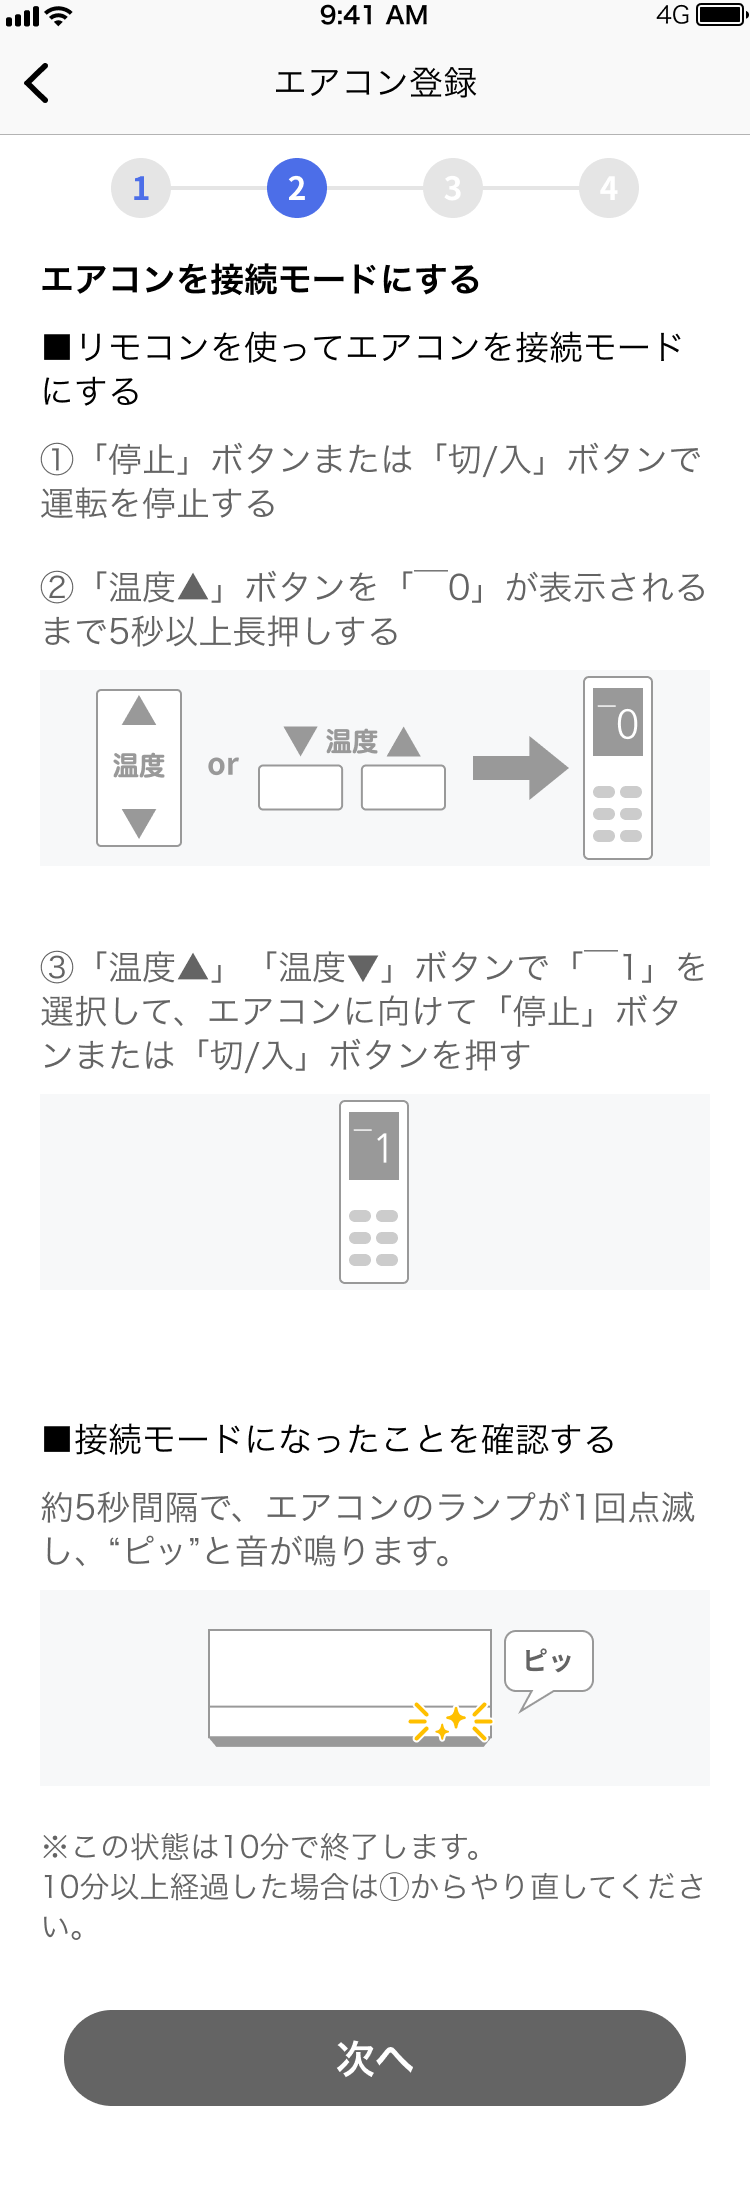 9:41 AM
4G
エアコン登録
1 2 3 4
エアコンを接続モードにする
■リモコンを使ってエアコンを接続モード
にする
①「停止」ボタンまたは「切/入」ボタンで
運転を停止する
②「温度▲」ボタンを「￣0」が表示される
まで5秒以上長押しする
▲
温度
▼
or
▼ 温度 ▲
￣0
③「温度▲」「温度▼」ボタンで「￣1」を
選択して、エアコンに向けて「停止」ボタ
ンまたは「切/入」ボタンを押す
￣1
■接続モードになったことを確認する
約5秒間隔で、エアコンのランプが1回点滅
し、“ピッ”と音が鳴ります。
ピッ
※この状態は10分で終了します。
10分以上経過した場合は①からやり直してくださ
い。
次へ